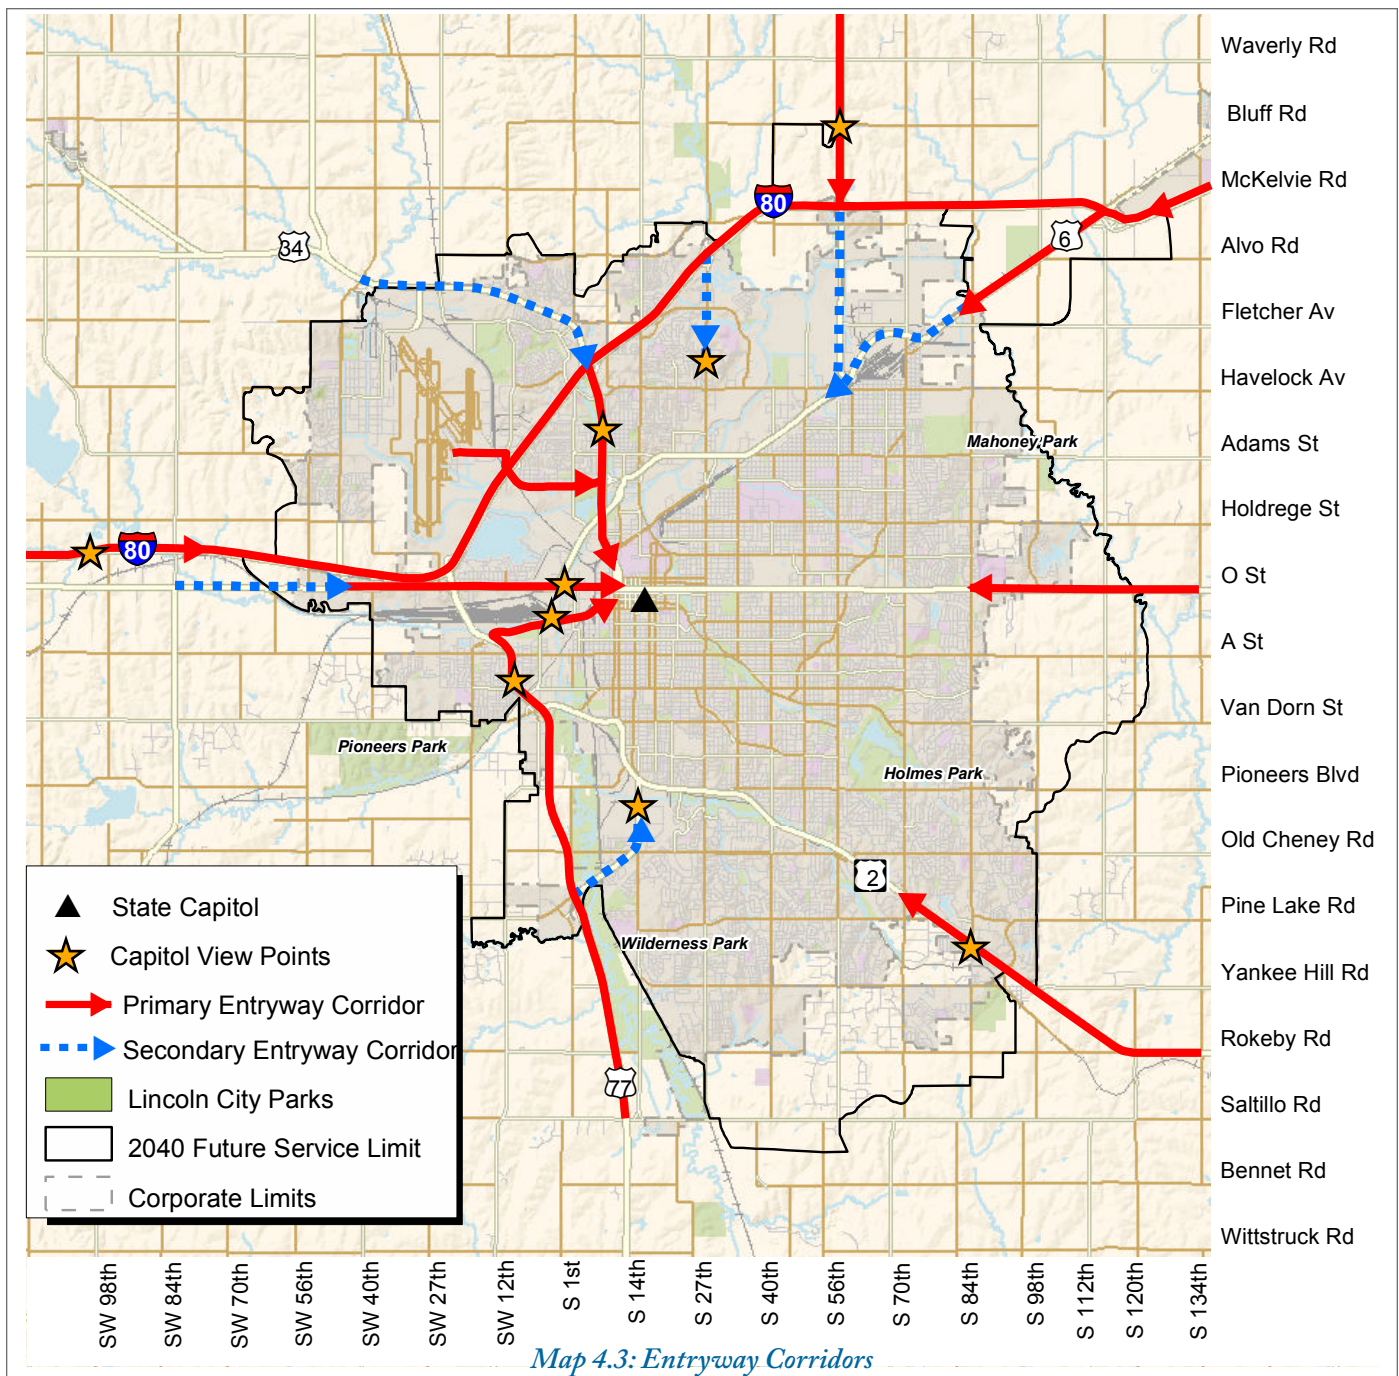 Waverly Rd
Bluff Rd
McKelvie Rd
80
34
6
Alvo Rd
Fletcher Av
Havelock Av
Mahoney Park
Adams St
Holdrege St
80
O St
A St
Van Dorn St
Pioneers Park
Holmes Park
Pioneers Blvd
Old Cheney Rd
2
State Capitol
Pine Lake Rd
Capitol View Points
Wilderness Park
Yankee Hill Rd
Primary Entryway Corridor
Secondary Entryway Corridor
Rokeby Rd
77
Lincoln City Parks
Saltillo Rd
2040 Future Service Limit
Bennet Rd
Corporate Limits
Wittstruck Rd
SW 98th
SW 84th
SW 70th
SW 56th
SW 40th
SW 27th
SW 12th
S 1st
S 14th
S 27th
S 40th
S 56th
S 70th
S 84th
S 98th
S 112th
S 120th
S 134th
Map 4.3: Entryway Corridors